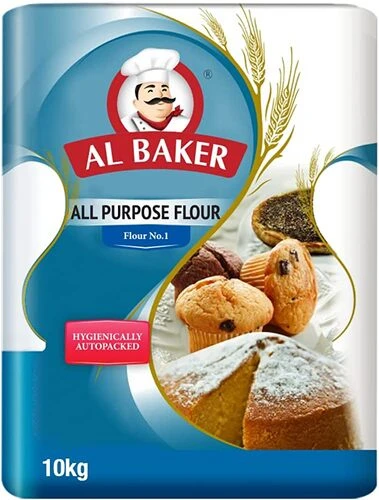 ®
AL BAKER
ALL PURPOSE FLOUR
Flour No.1
HYGIENICALLY
AUTOPACKED
10kg